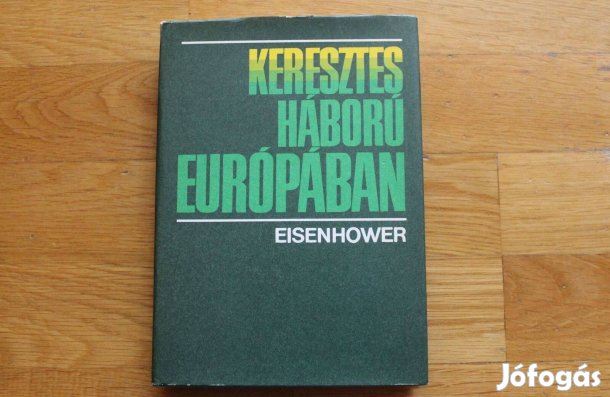 KERESZTES
HÁBORÚ
EURÓPÁBAN
EISENHOWER
Jófogás